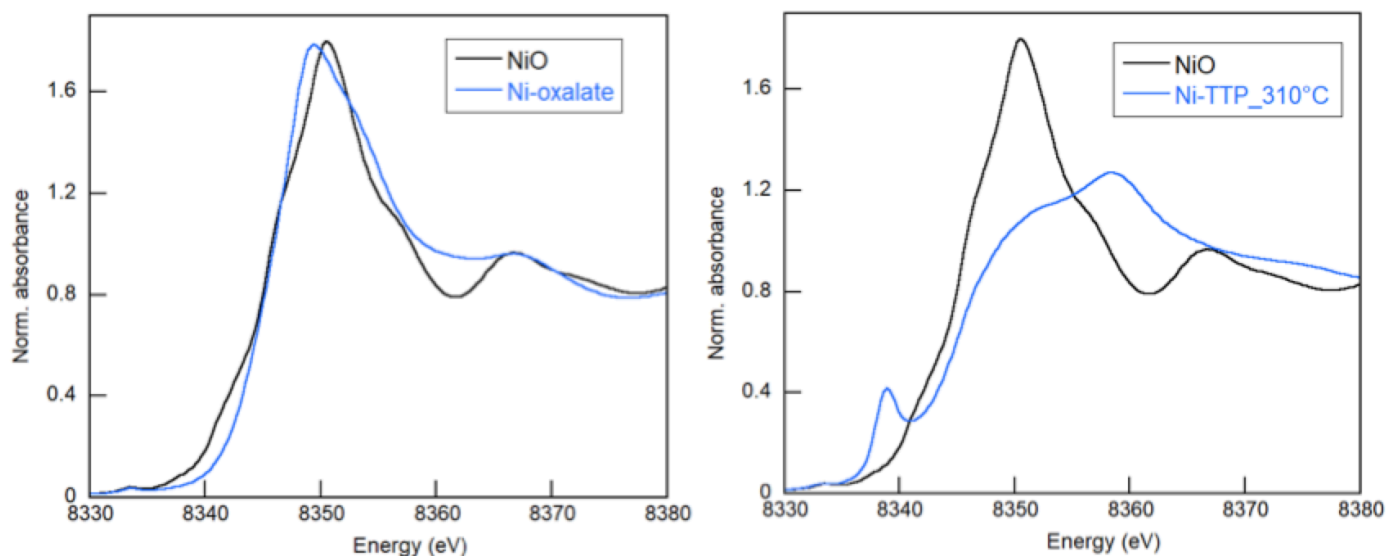 NiO
Ni-oxalate
1.6
1.2
0.8
0.4
0
8330
8340
8350
8360
8370
8380
Norm. absorbance
Energy (eV)
NiO
Ni-TTP_310°C
1.6
1.2
0.8
0.4
0
8330
8340
8350
8360
8370
8380
Norm. absorbance
Energy (eV)